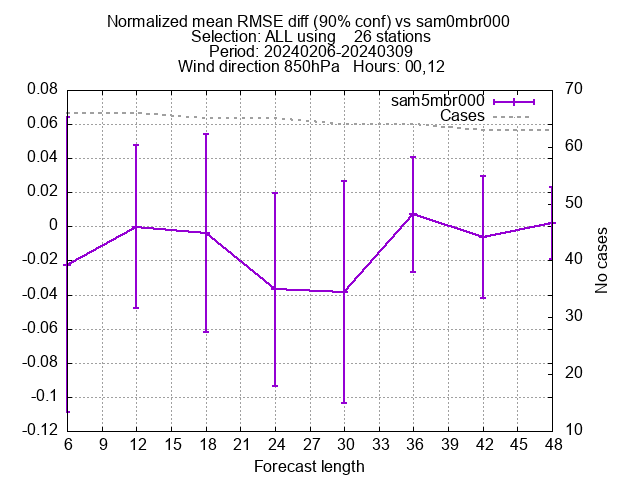 Normalized mean RMSE diff (90% conf) vs sam0mbr000
Selection: ALL using    26 stations
Period: 20240206-20240309
Wind direction 850hPa   Hours: 00,12
sam5mbr000
Cases
0.08
0.06
0.04
0.02
0
-0.02
-0.04
-0.06
-0.08
-0.1
-0.12
70
60
50
40
30
20
10
No cases
6 9 12 15 18 21 24 27 30 33 36 39 42 45 48
Forecast length